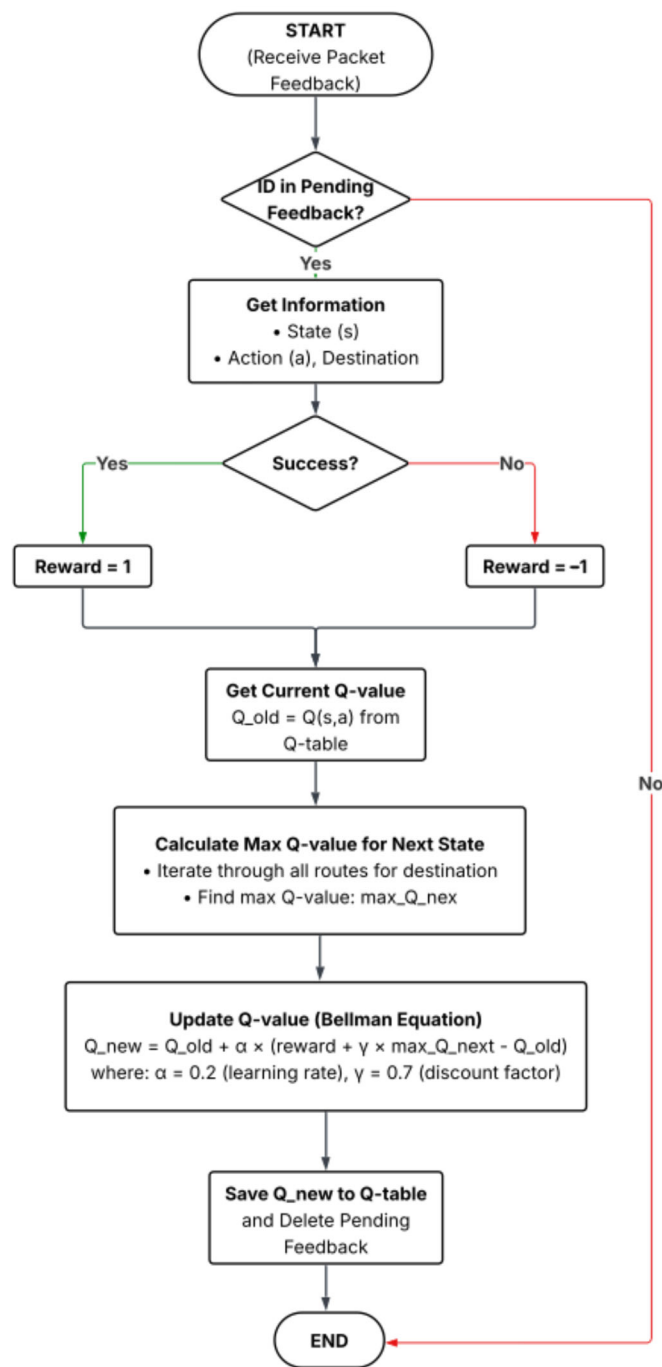 START
(Receive Packet
Feedback)
ID in Pending
Feedback?
Yes
Get Information
• State (s)
• Action (a), Destination
Success?
Yes
No
Reward = 1
Reward = –1
Get Current Q-value
Q_old = Q(s,a) from
Q-table
No
Calculate Max Q-value for Next State
• Iterate through all routes for destination
• Find max Q-value: max_Q_nex
Update Q-value (Bellman Equation)
Q_new = Q_old + α × (reward + γ × max_Q_next - Q_old)
where: α = 0.2 (learning rate), γ = 0.7 (discount factor)
Save Q_new to Q-table
and Delete Pending
Feedback
END